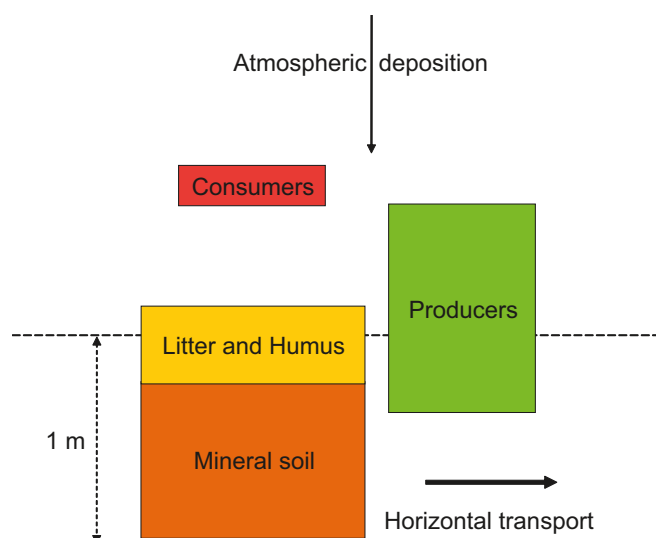 Atmospheric deposition
Consumers
Producers
Litter and Humus
1 m
Mineral soil
Horizontal transport